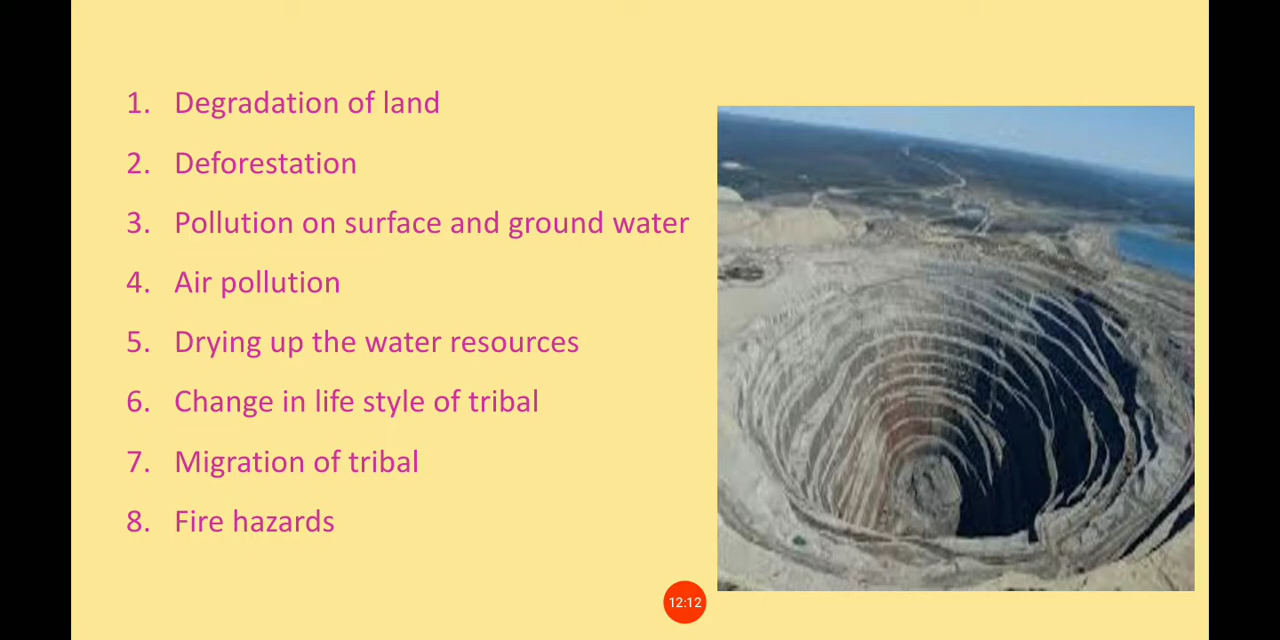 1. Degradation of land
2. Deforestation
3. Pollution on surface and ground water
4. Air pollution
5. Drying up the water resources
6. Change in life style of tribal
7. Migration of tribal
8. Fire hazards
12:12